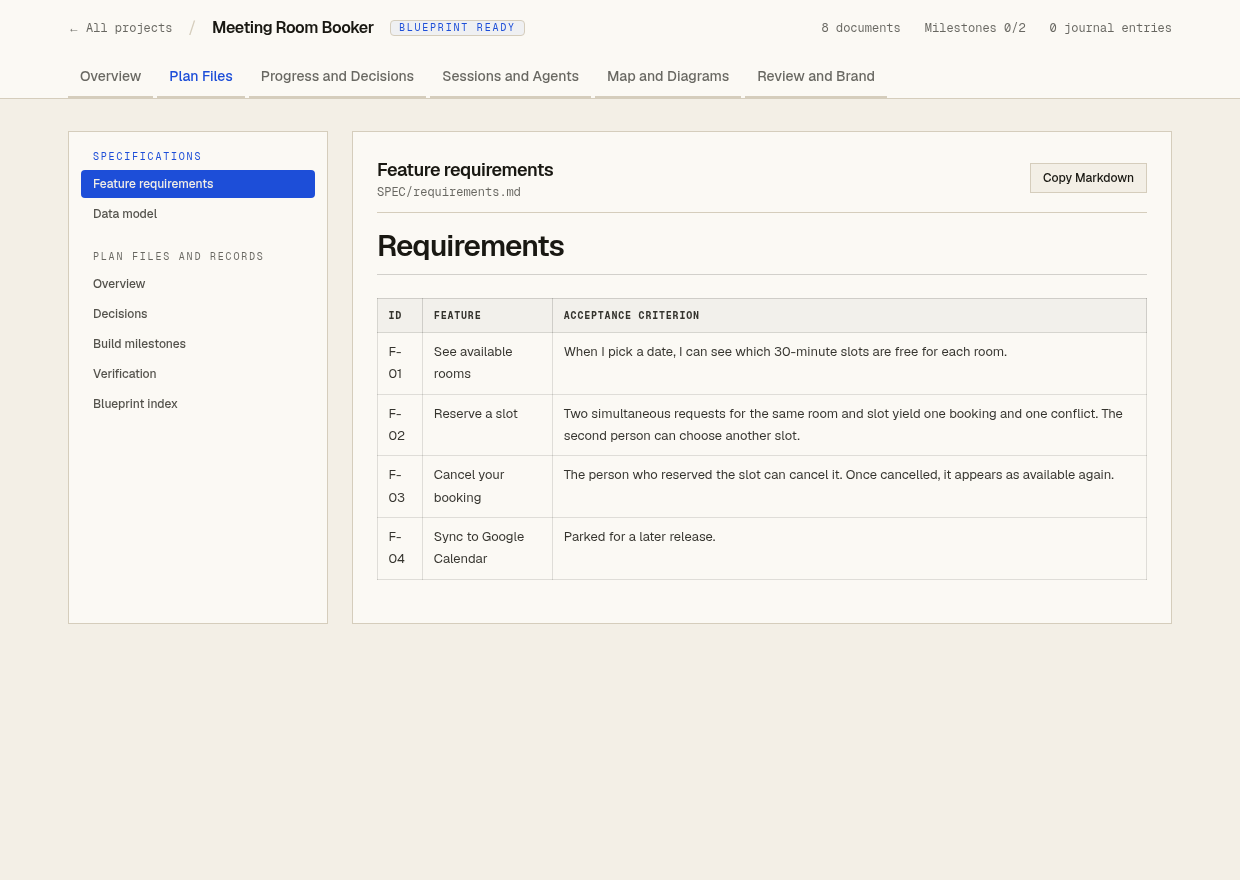 ← All projects / Meeting Room Booker BLUEPRINT READY 8 documents Milestones 0/2 0 journal entries
Overview Plan Files Progress and Decisions Sessions and Agents Map and Diagrams Review and Brand
SPECIFICATIONS
Feature requirements
Data model
PLAN FILES AND RECORDS
Overview
Decisions
Build milestones
Verification
Blueprint index
Feature requirements
SPEC/requirements.md
Copy Markdown
Requirements
ID FEATURE ACCEPTANCE CRITERION
F- See available When I pick a date, I can see which 30-minute slots are free for each room.
01 rooms
F- Reserve a slot Two simultaneous requests for the same room and slot yield one booking and one conflict. The
02 second person can choose another slot.
F- Cancel your The person who reserved the slot can cancel it. Once cancelled, it appears as available again.
03 booking
F- Sync to Google Parked for a later release.
04 Calendar